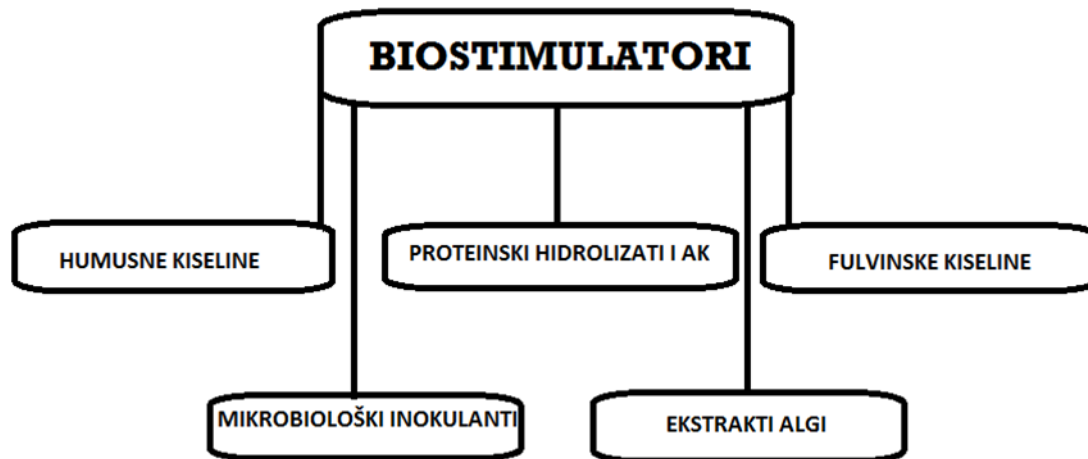 BIOSTIMULATORI
HUMUSNE KISELINE
PROTEINSKI HIDROLIZATI I AK
FULVINSKE KISELINE
MIKROBIOLOŠKI INOKULANTI
EKSTRAKTI ALGI